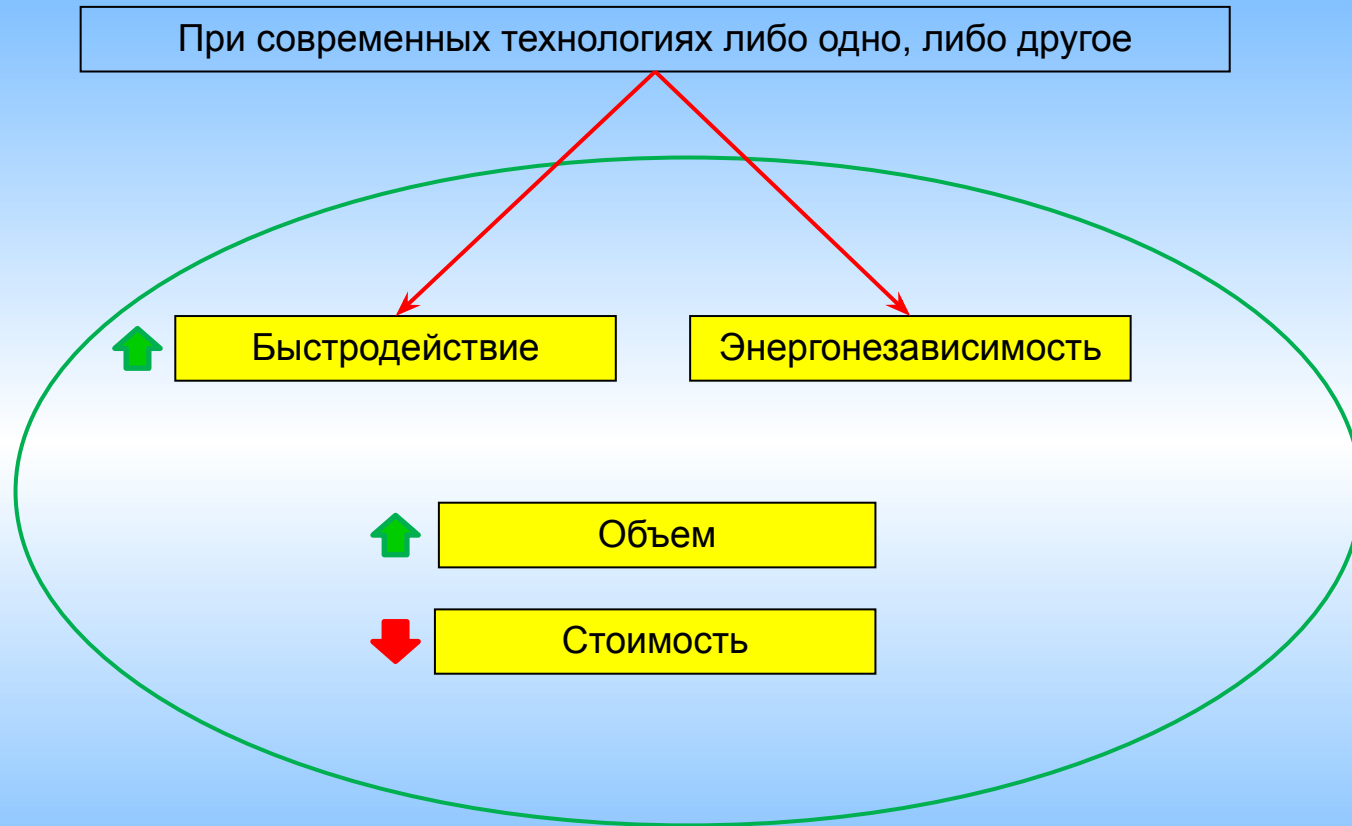 При современных технологиях либо одно, либо другое
Быстродействие
Энергонезависимость
Объем
Стоимость